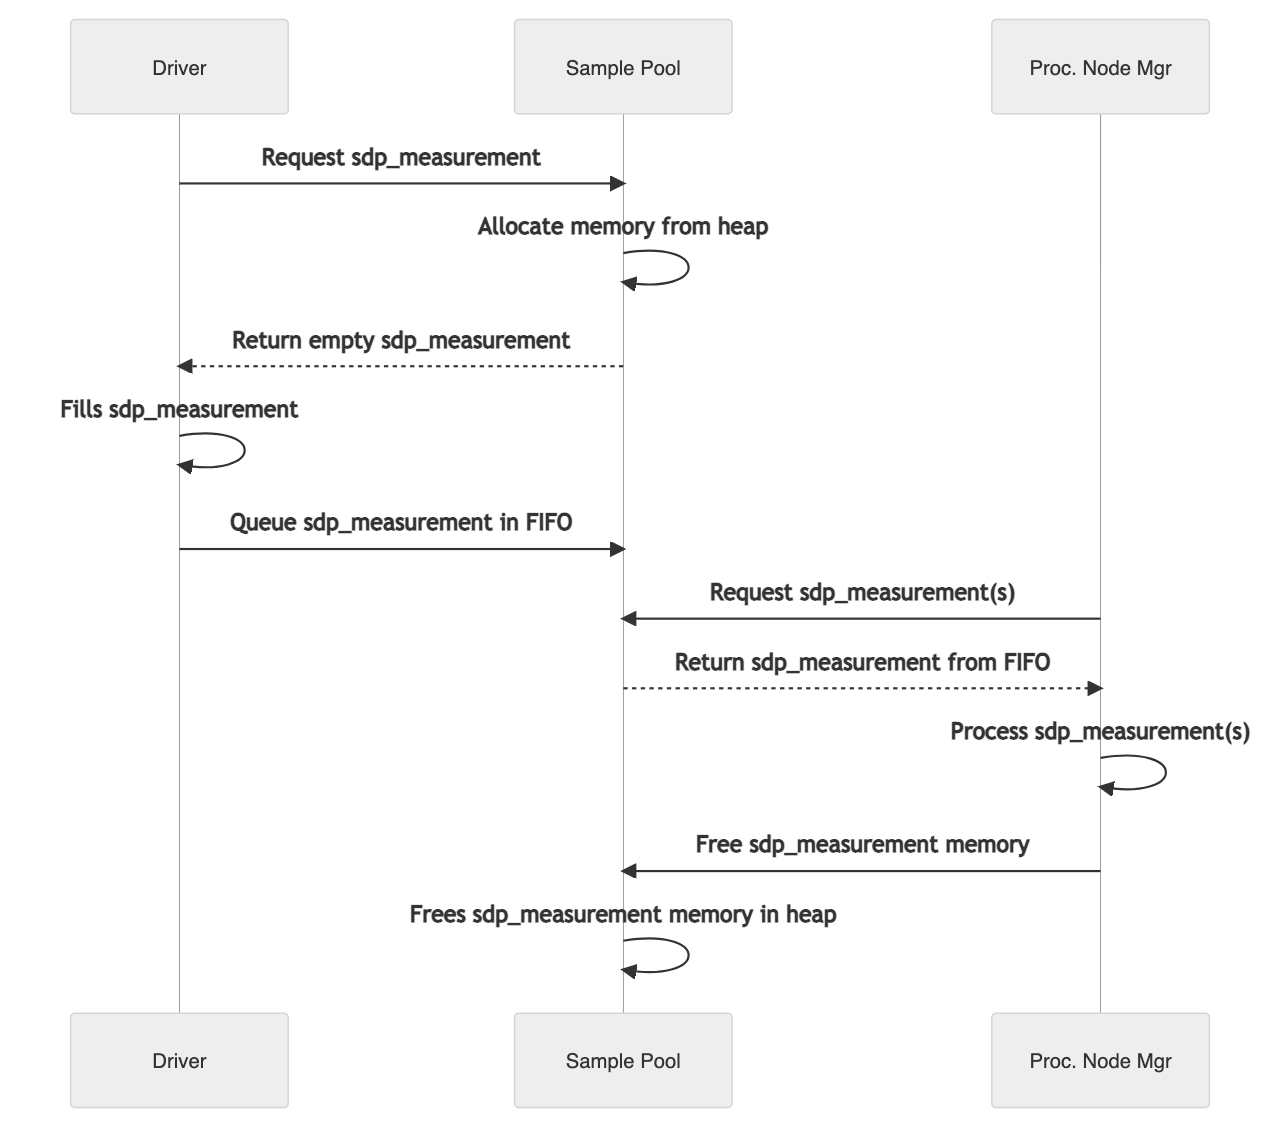 Driver
Sample Pool
Proc. Node Mgr
Request sdp_measurement
Allocate memory from heap
Return empty sdp_measurement
Fills sdp_measurement
Queue sdp_measurement in FIFO
Request sdp_measurement(s)
Return sdp_measurement from FIFO
Process sdp_measurement(s)
Free sdp_measurement memory
Frees sdp_measurement memory in heap
Driver
Sample Pool
Proc. Node Mgr